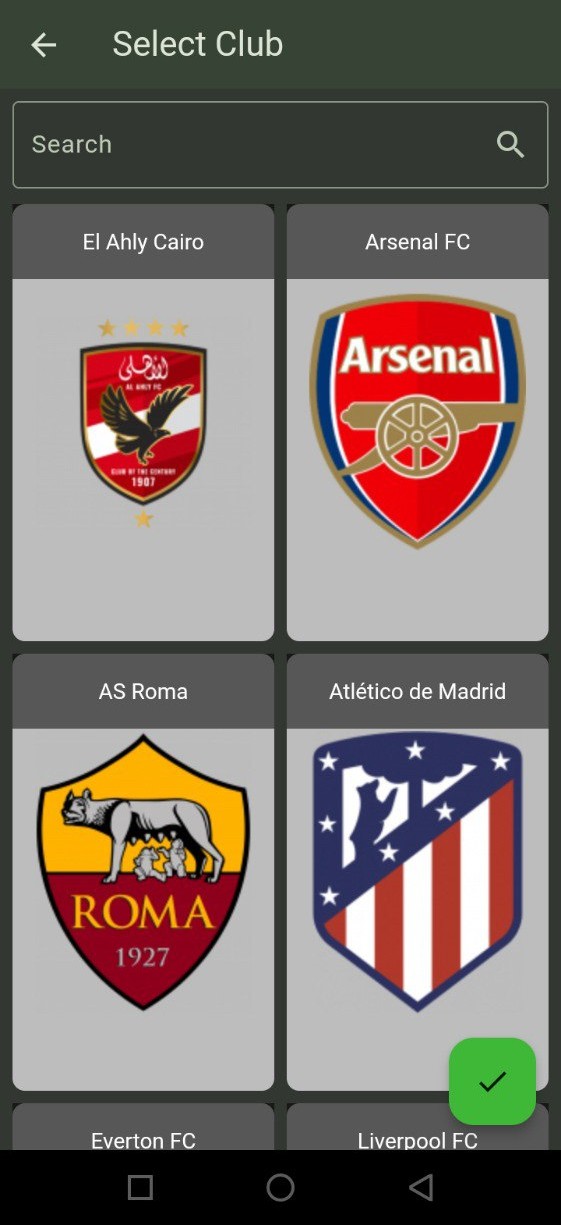 Select Club
Search
El Ahly Cairo
Arsenal FC
الأهلي
AL AHLY FC
CLUB OF THE CENTURY
1907
Arsenal
AS Roma
Atlético de Madrid
ROMA
1927
Everton FC
Liverpool FC